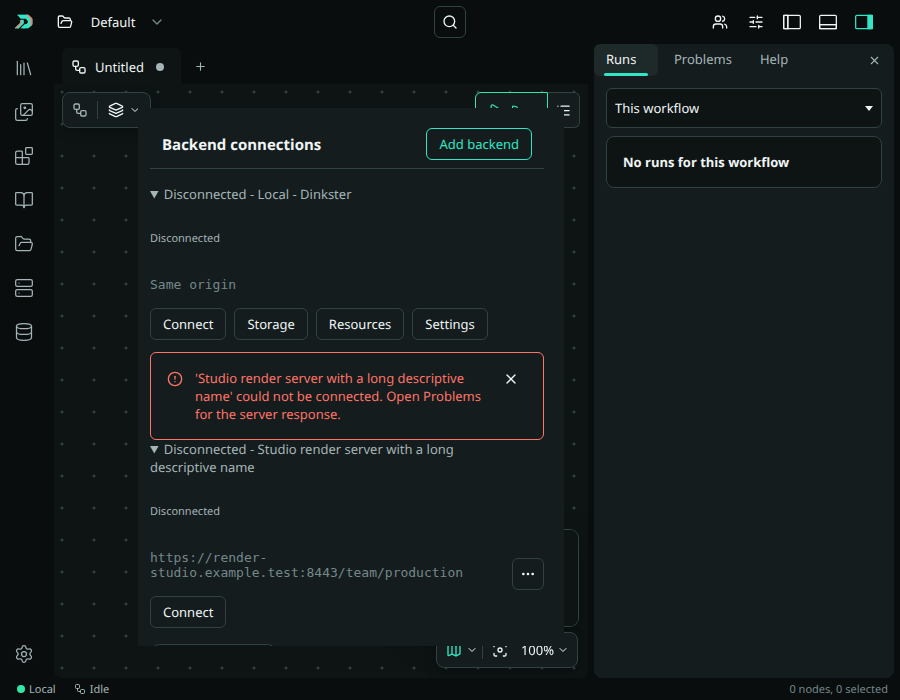 Default
Untitled
Runs
Problems
Help
This workflow
No runs for this workflow
Backend connections
Add backend
Disconnected - Local - Dinkster
Disconnected
Same origin
Connect
Storage
Resources
Settings
'Studio render server with a long descriptive
name' could not be connected. Open Problems
for the server response.
Disconnected - Studio render server with a long
descriptive name
Disconnected
https://render-
studio.example.test:8443/team/production
Connect
100%
Local
Idle
0 nodes, 0 selected